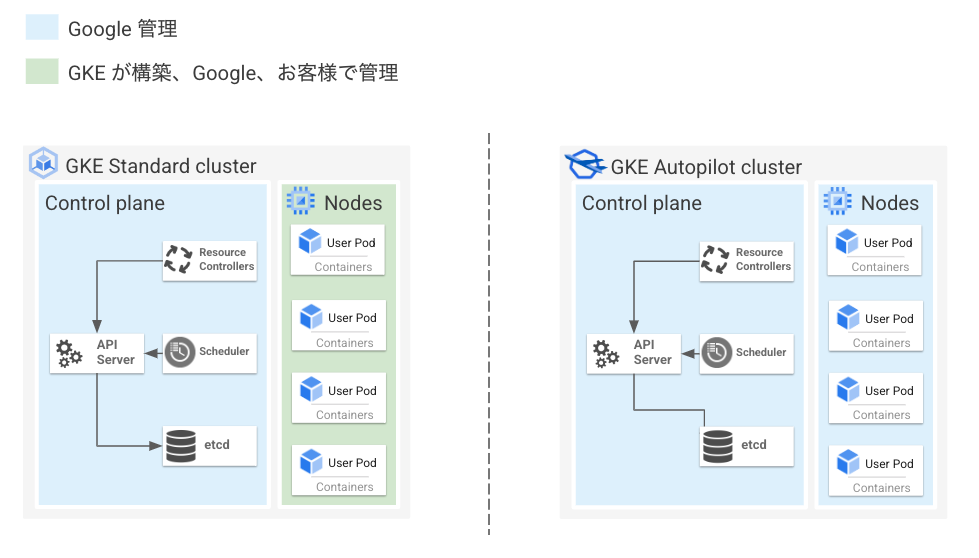 Google 管理
GKE が構築、Google、お客様で管理
GKE Standard cluster
Control plane
Resource
Controllers
API
Server
Scheduler
etcd
Nodes
User Pod
Containers
User Pod
Containers
User Pod
Containers
User Pod
Containers
GKE Autopilot cluster
Control plane
Resource
Controllers
API
Server
Scheduler
etcd
Nodes
User Pod
Containers
User Pod
Containers
User Pod
Containers
User Pod
Containers